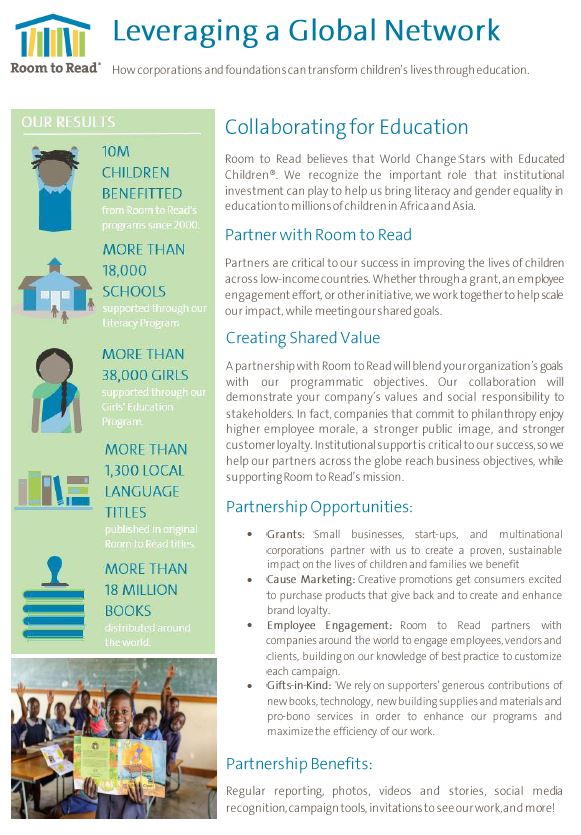 Leveraging a Global Network
Room to Read®
How corporations and foundations can transform children's lives through education.
OUR RESULTS
10M
CHILDREN
BENEFITTED
from Room to Read's
programs since 2000.
MORE THAN
18,000
SCHOOLS
supported through our
Literacy Program
MORE THAN
38,000 GIRLS
supported through our
Girls' Education
Program.
MORE THAN
1,300 LOCAL
LANGUAGE
TITLES
published in original
Room to Read titles.
MORE THAN
18 MILLION
BOOKS
distributed around
the world.
Collaborating for Education
Room to Read believes that World Change Stars with Educated
Children®. We recognize the important role that institutional
investment can play to help us bring literacy and gender equality in
education to millions of children in Africa and Asia.
Partner with Room to Read
Partners are critical to our success in improving the lives of children
across low-income countries. Whether through a grant, an employee
engagement effort, or other initiative, we work together to help scale
our impact, while meeting our shared goals.
Creating Shared Value
A partnership with Room to Read will blend your organization's goals
with our programmatic objectives. Our collaboration will
demonstrate your company's values and social responsibility to
stakeholders. In fact, companies that commit to philanthropy enjoy
higher employee morale, a stronger public image, and stronger
customer loyalty. Institutional support is critical to our success, so we
help our partners across the globe reach business objectives, while
supporting Room to Read's mission.
Partnership Opportunities:
• Grants: Small businesses, start-ups, and multinational
corporations partner with us to create a proven, sustainable
impact on the lives of children and families we benefit
• Cause Marketing: Creative promotions get consumers excited
to purchase products that give back and to create and enhance
brand loyalty.
• Employee Engagement: Room to Read partners with
companies around the world to engage employees, vendors and
clients, building on our knowledge of best practice to customize
each campaign.
• Gifts-in-Kind: We rely on supporters' generous contributions of
new books, technology, new building supplies and materials and
pro-bono services in order to enhance our programs and
maximize the efficiency of our work.
Partnership Benefits:
Regular reporting, photos, videos and stories, social media
recognition, campaign tools, invitations to see our work, and more!